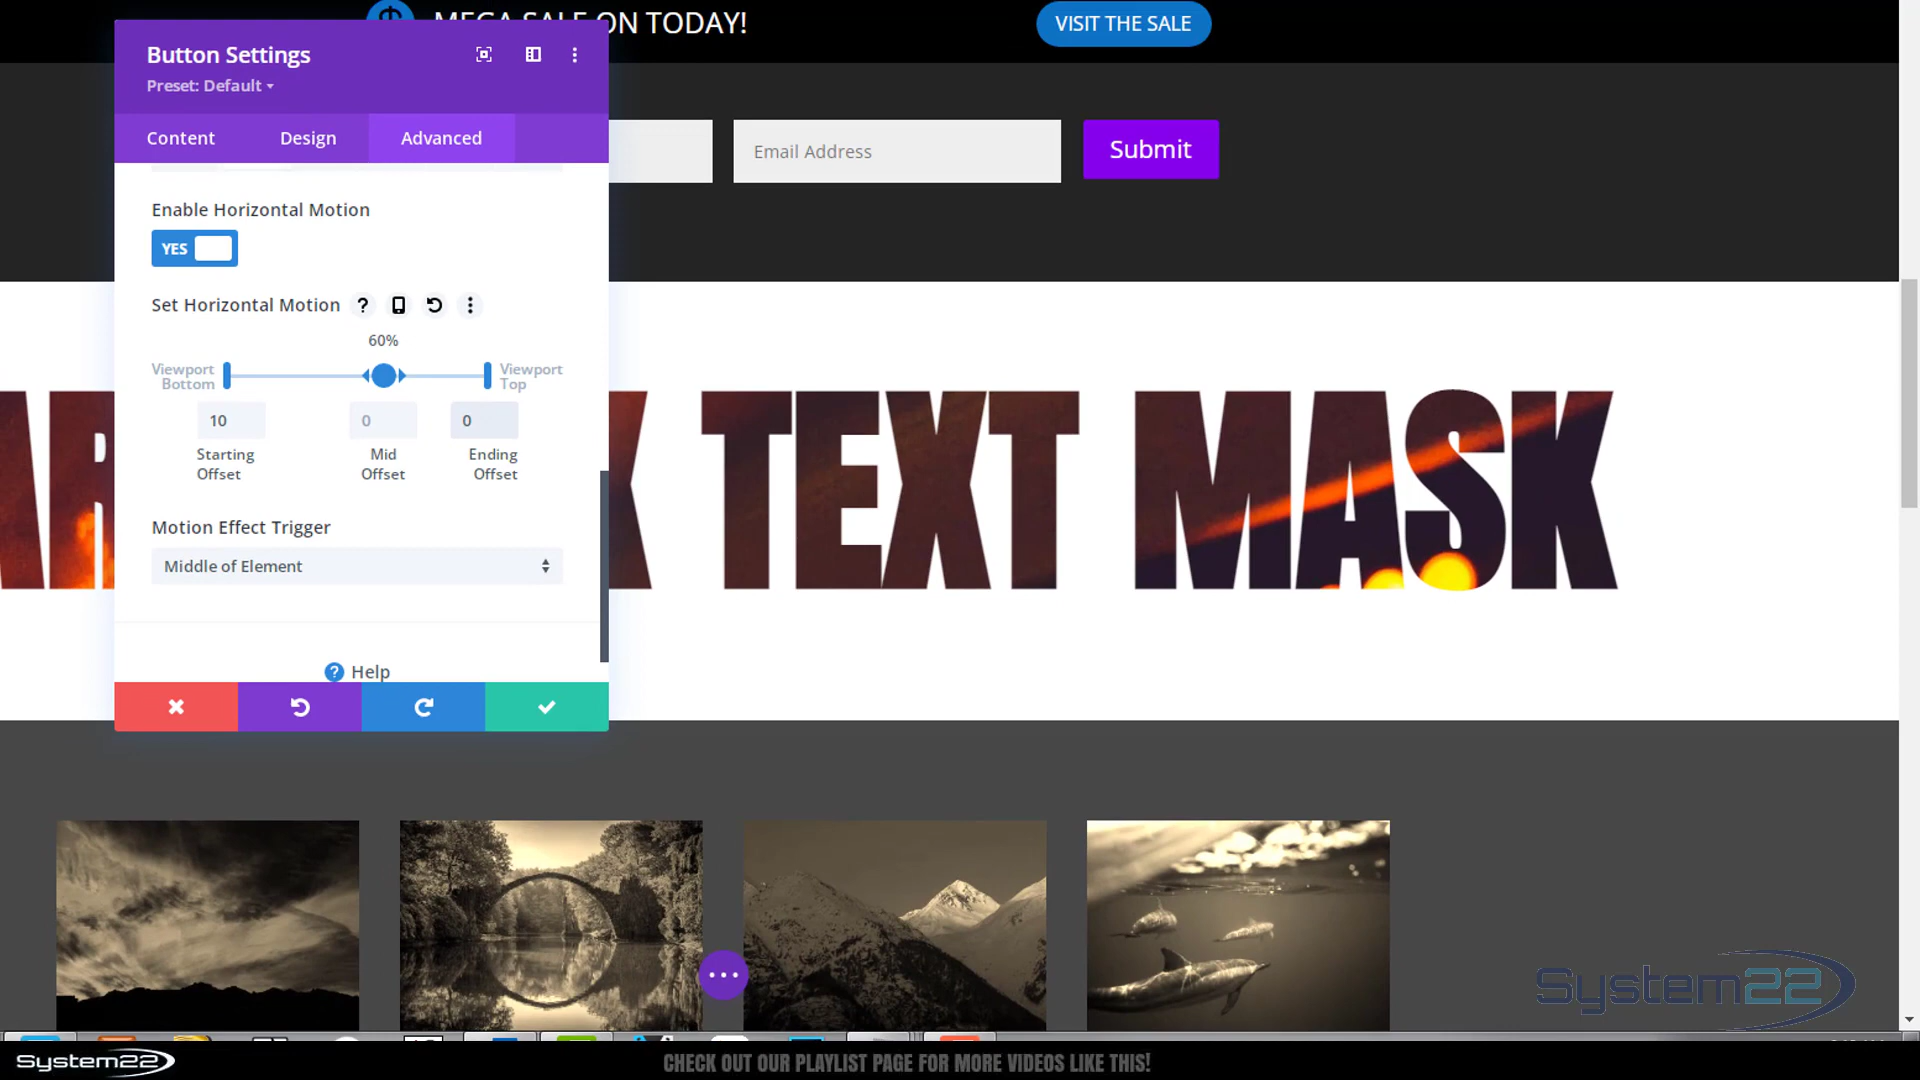 MEGA SALE ON TODAY!
VISIT THE SALE
Button Settings
Preset: Default
Content
Design
Advanced
Email Address
Submit
Enable Horizontal Motion
YES
Set Horizontal Motion ?
60%
Viewport Bottom
Viewport Top
10
0
0
Starting Offset
Mid Offset
Ending Offset
AR
K TEXT MASK
Motion Effect Trigger
Middle of Element
? Help
System22
System22
CHECK OUT OUR PLAYLIST PAGE FOR MORE VIDEOS LIKE THIS!